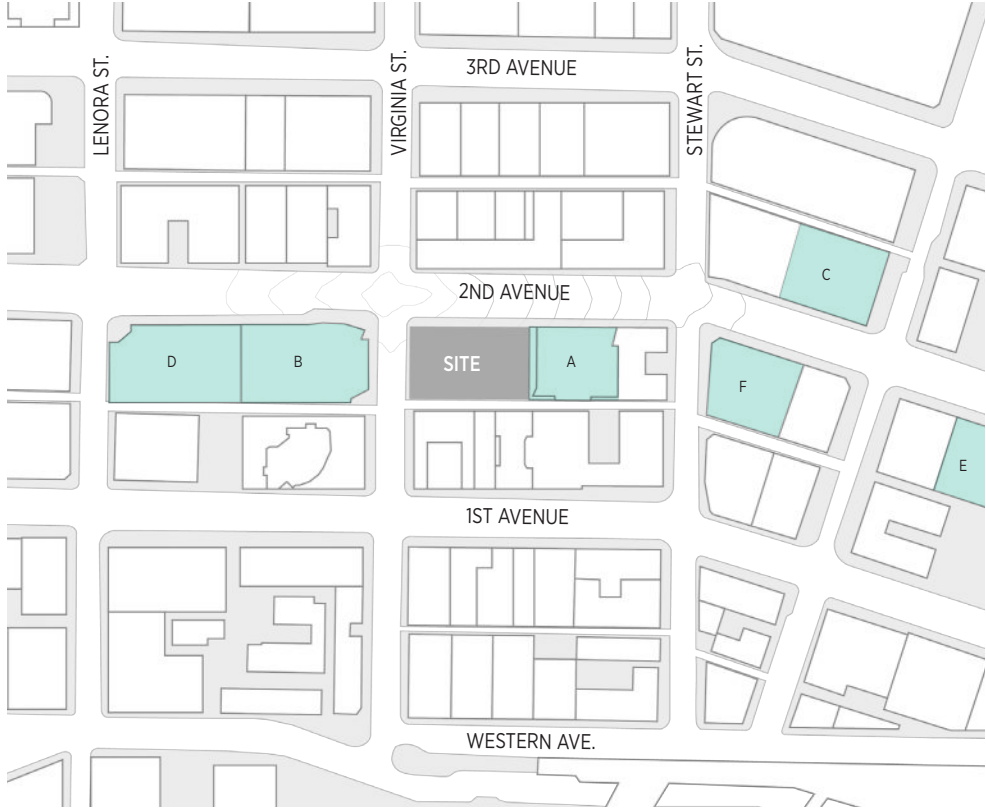 3RD AVENUE
LENORA ST.
VIRGINIA ST.
STEWART ST.
C
2ND AVENUE
D
B
SITE
A
F
E
1ST AVENUE
WESTERN AVE.